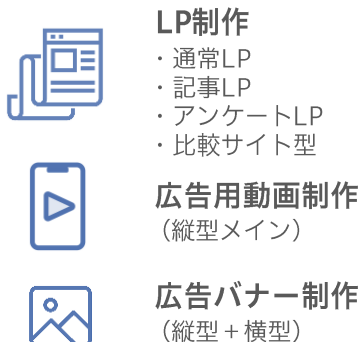 LP制作
・通常LP
・記事LP
・アンケートLP
・比較サイト型
広告用動画制作
（縦型メイン）
広告バナー制作
（縦型＋横型）